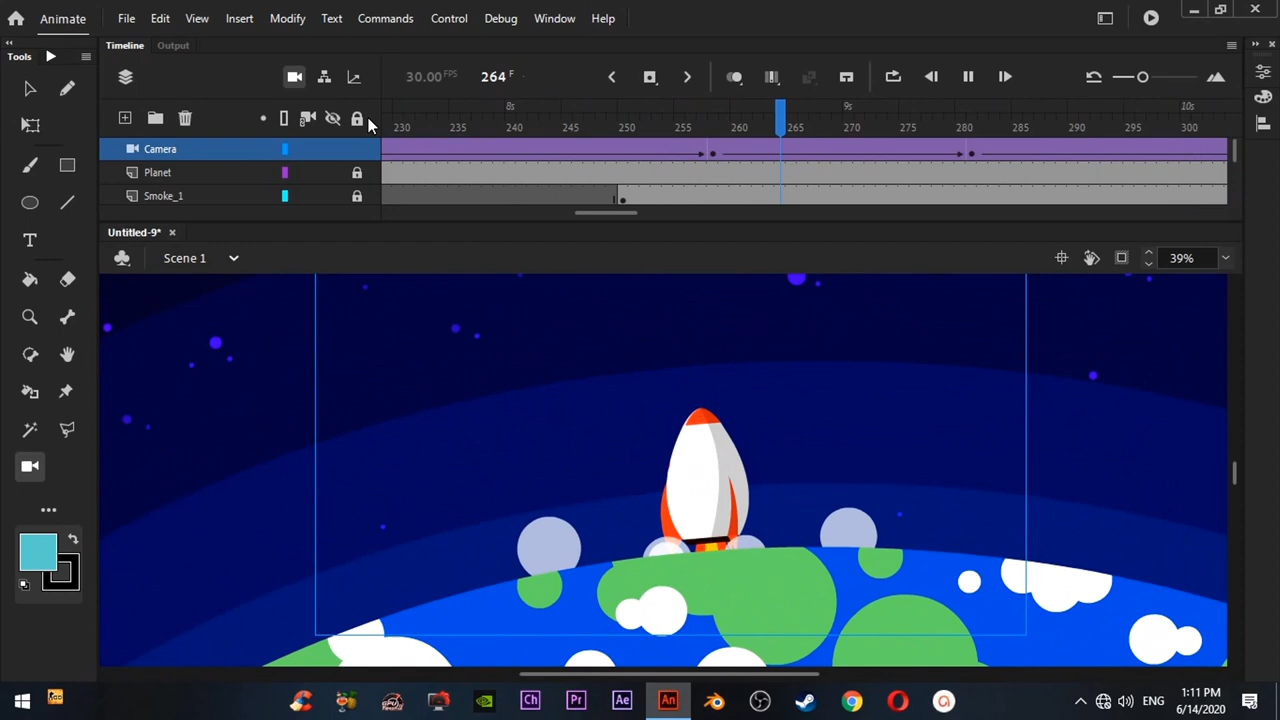 Animate
File Edit Insert Modify Text Commands Control Debug Window Help
Tools
Timeline Output
30.00 FPS 264 F
8s 9s 10s
230 235 240 245 250 255 260 265 270 275 280 285 290 295 300
Camera
Planet
Smoke_1
Untitled-9*
Scene 1 39%
Ch Pr Ae An
ENG
1:11 PM
6/14/2020